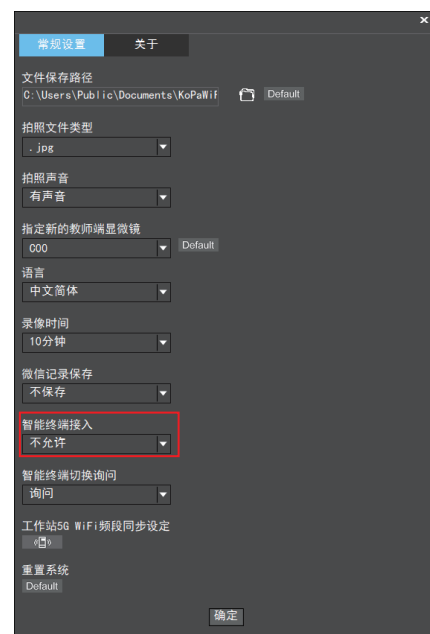 常规设置 关于
文件保存路径
C:\Users\Public\Documents\KoPaWif Default
拍照文件类型
.jpg
拍照声音
有声音
指定新的教师端显微镜
C00 Default
语言
中文简体
录像时间
10分钟
微信记录保存
不保存
智能终端接入
不允许
智能终端切换询问
询问
工作站5G WiFi频段同步设定
重置系统
Default
确定